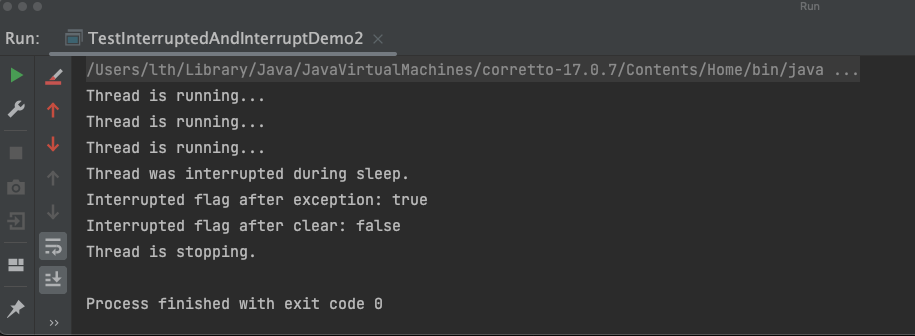 Run
Run: TestInterruptedAndInterruptDemo2
/Users/lth/Library/Java/JavaVirtualMachines/corretto-17.0.7/Contents/Home/bin/java ...
Thread is running...
Thread is running...
Thread is running...
Thread was interrupted during sleep.
Interrupted flag after exception: true
Interrupted flag after clear: false
Thread is stopping.
Process finished with exit code 0